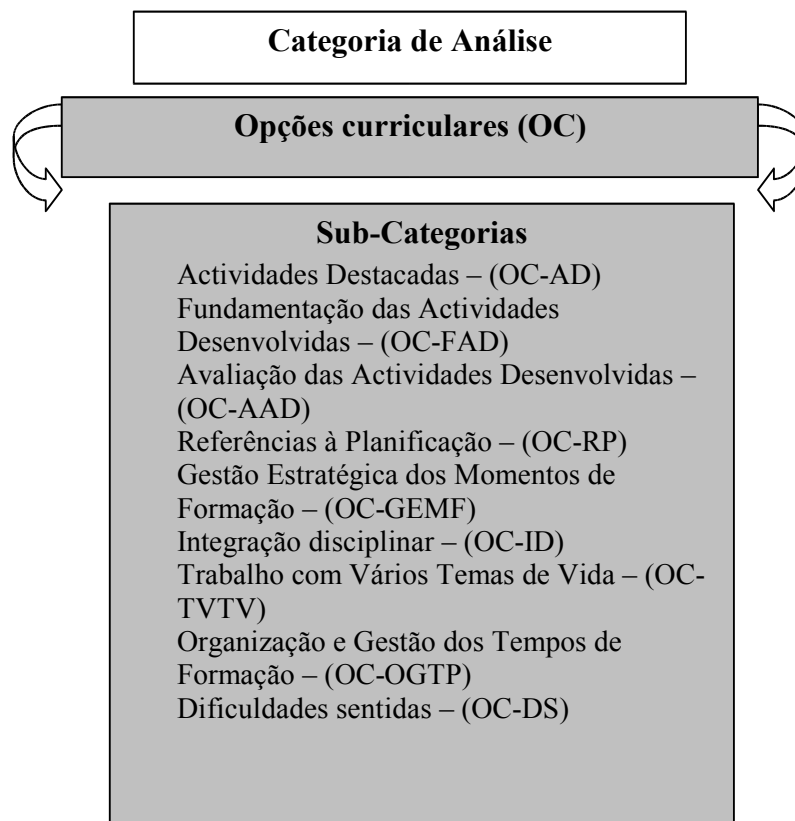 Categoria de Análise
Opções curriculares (OC)
Sub-Categorias
Actividades Destacadas – (OC-AD)
Fundamentação das Actividades
Desenvolvidas – (OC-FAD)
Avaliação das Actividades Desenvolvidas –
(OC-AAD)
Referências à Planificação – (OC-RP)
Gestão Estratégica dos Momentos de
Formação – (OC-GEMF)
Integração disciplinar – (OC-ID)
Trabalho com Vários Temas de Vida – (OC-
TVTV)
Organização e Gestão dos Tempos de
Formação – (OC-OGTP)
Dificuldades sentidas – (OC-DS)